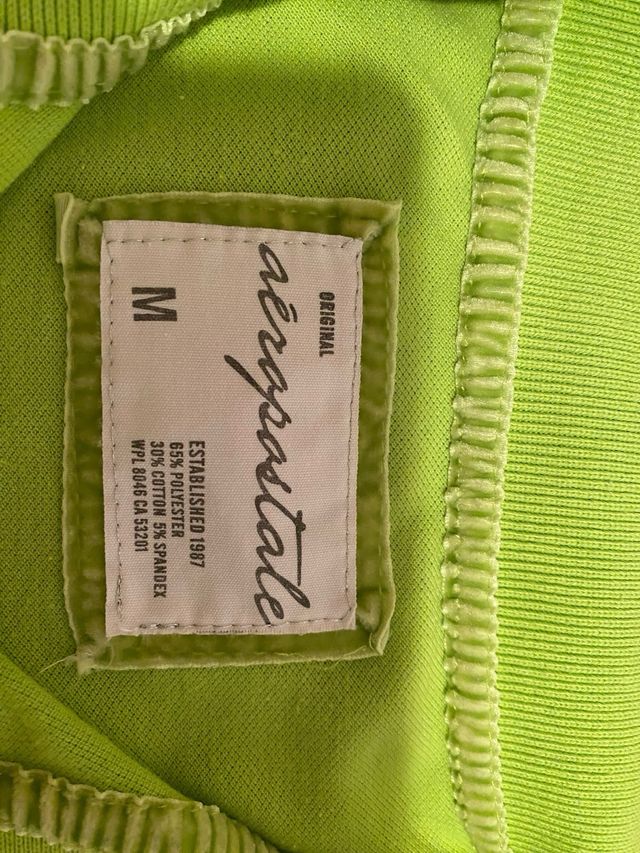 ORIGINAL
aéropostale
M
ESTABLISHED 1987
65% POLYESTER
30% COTTON 5% SPANDEX
WPL 8046 CA 53201